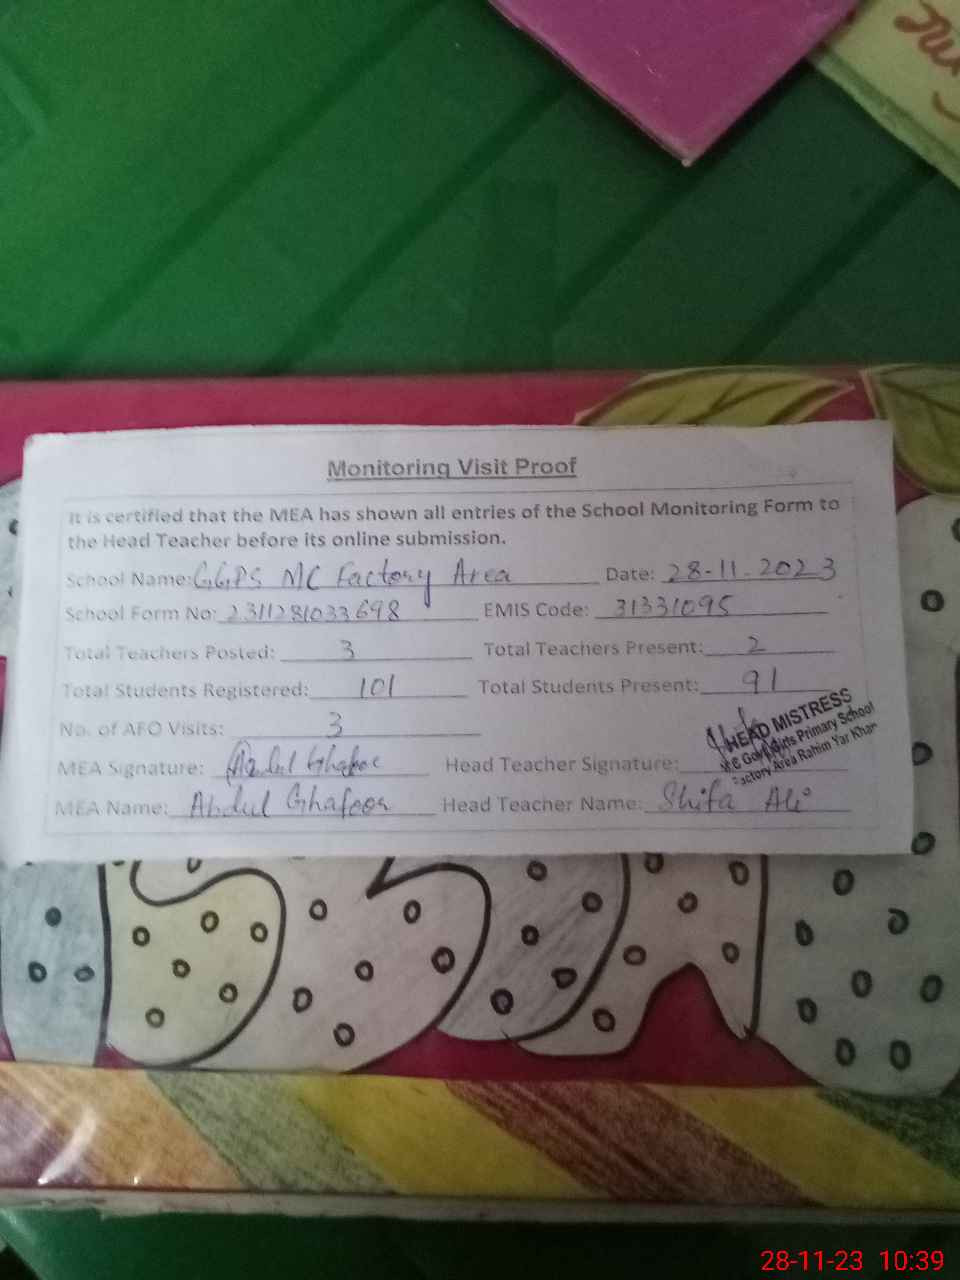 Monitoring Visit Proof
It is certified that the MEA has shown all entries of the School Monitoring Form to
the Head Teacher before its online submission.
School Name: GGPS MC Factory Area Date: 28-11-2023
School Form No: 2311281033698 EMIS Code: 31331095
Total Teachers Posted: 3 Total Teachers Present: 2
Total Students Registered: 101 Total Students Present: 91
No. of AEO Visits: 3
MEA Signature: Abdul Ghafoor Head Teacher Signature:
HEAD MISTRESS
Girls Primary School
Factory Area Rahim Yar Khan
MEA Name: Abdul Ghafoor Head Teacher Name: Shifa Ali
28-11-23 10:39